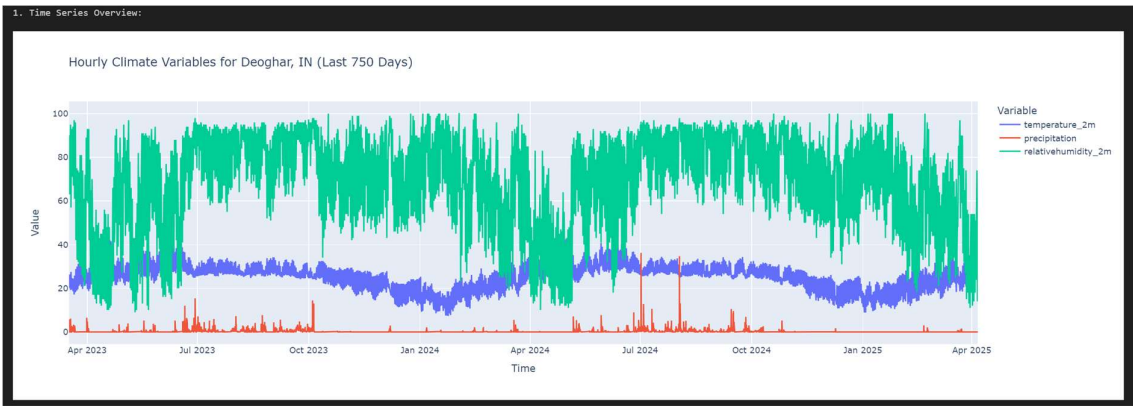 1. Time Series Overview:
Hourly Climate Variables for Deoghar, IN (Last 750 Days)
Variable
temperature_2m
precipitation
relativehumidity_2m
100
80
60
40
20
0
Value
Apr 2023
Jul 2023
Oct 2023
Jan 2024
Apr 2024
Jul 2024
Oct 2024
Jan 2025
Apr 2025
Time